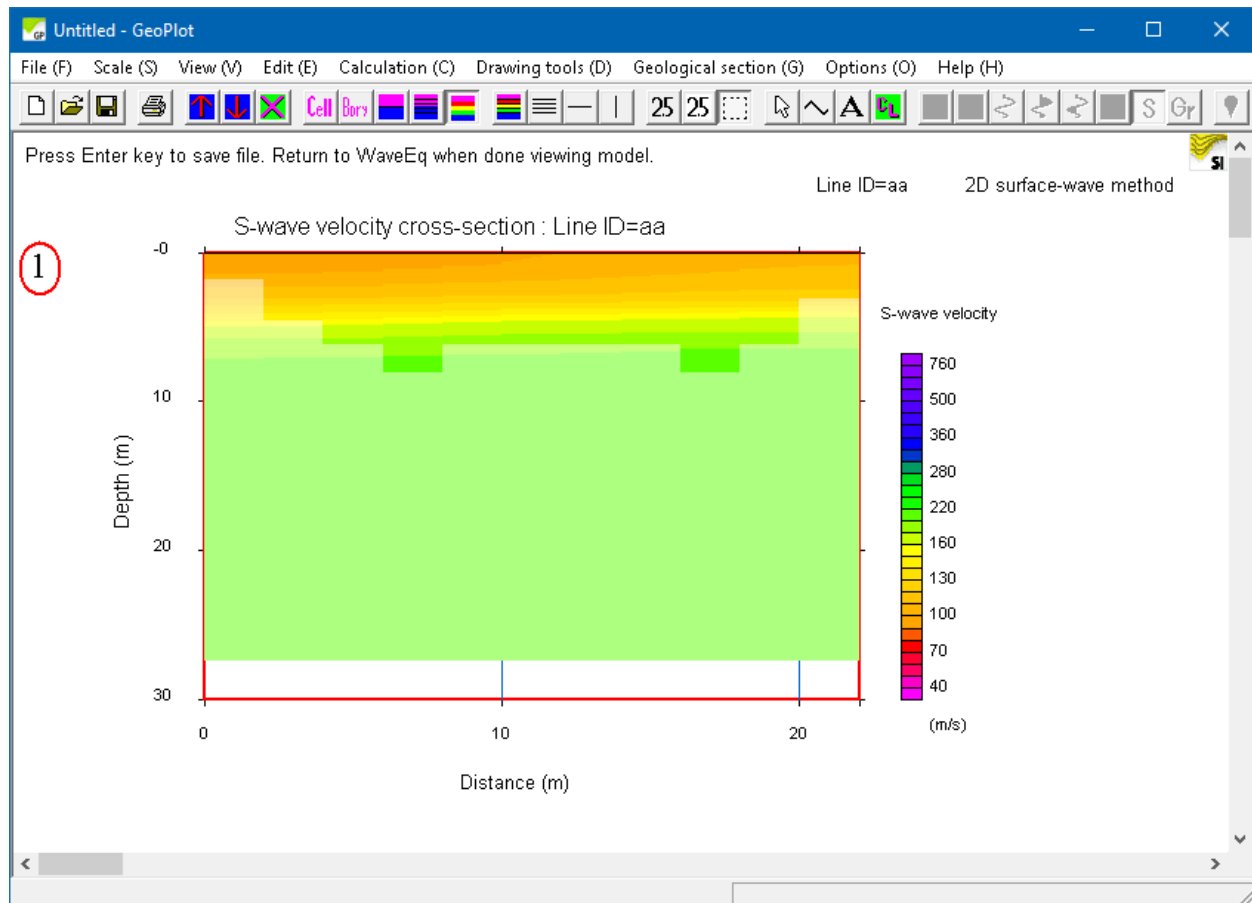 Untitled - GeoPlot
File (F) Scale (S) View (V) Edit (E) Calculation (C) Drawing tools (D) Geological section (G) Options (O) Help (H)
Cell Bory 25 25 A CL S Gr
Press Enter key to save file. Return to WaveEq when done viewing model.
SI
Line ID=aa 2D surface-wave method
S-wave velocity cross-section : Line ID=aa
1
-0
10
20
30
Depth (m)
0 10 20
Distance (m)
S-wave velocity
760
500
360
280
220
160
130
100
70
40
(m/s)